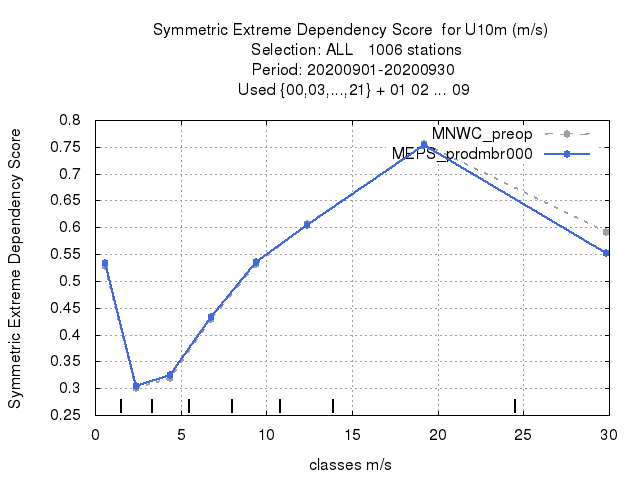 Symmetric Extreme Dependency Score  for U10m (m/s)
Selection: ALL   1006 stations
Period: 20200901-20200930
Used {00,03,...,21} + 01 02 ... 09
MNWC_preop
MEPS_prodmbr000
Symmetric Extreme Dependency Score
0.8
0.75
0.7
0.65
0.6
0.55
0.5
0.45
0.4
0.35
0.3
0.25
0 5 10 15 20 25 30
classes m/s